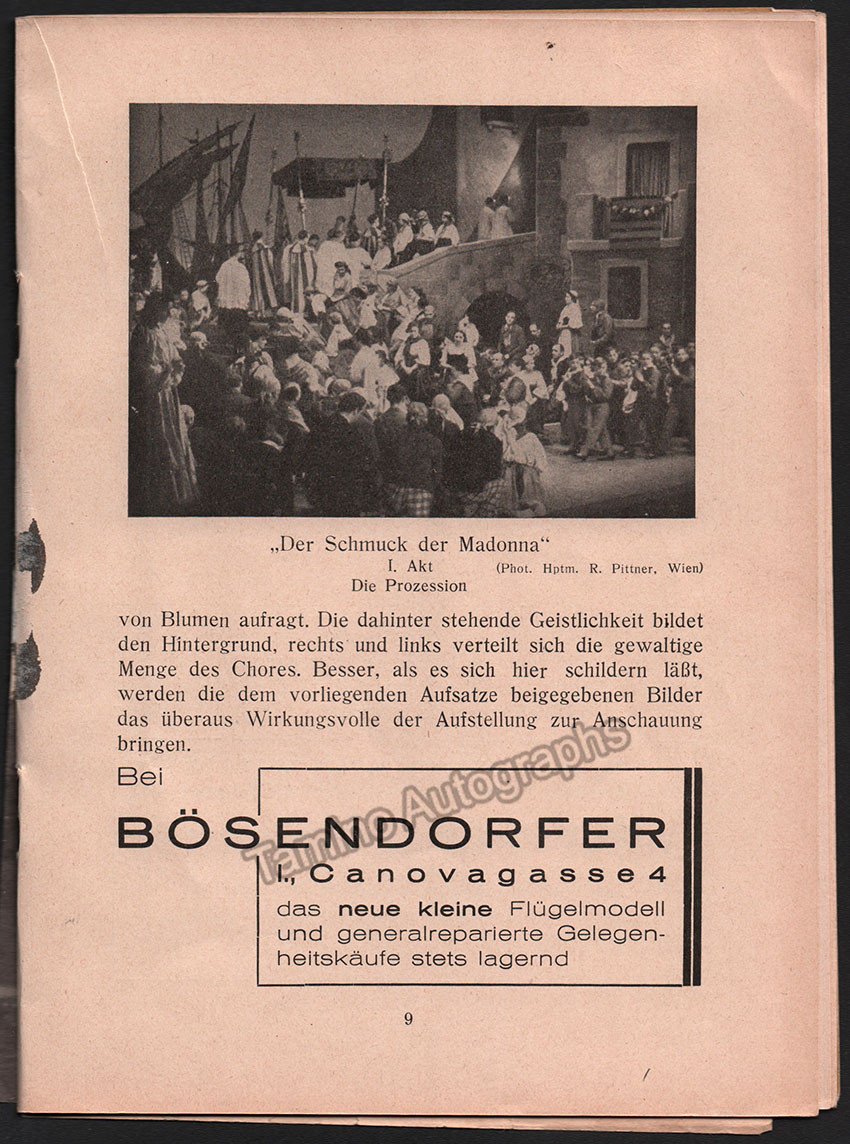 „Der Schmuck der Madonna“
I. Akt (Phot. Hptm. R. Pittner, Wien)
Die Prozession
von Blumen aufragt. Die dahinter stehende Geistlichkeit bildet
den Hintergrund, rechts und links verteilt sich die gewaltige
Menge des Chores. Besser, als es sich hier schildern läßt,
werden die dem vorliegenden Aufsatze beigegebenen Bilder
das überaus Wirkungsvolle der Aufstellung zur Anschauung
bringen.
Bei
BÖSENDORFER
I., Canovagasse 4
das neue kleine Flügelmodell
und generalreparierte Gelegen-
heitskäufe stets lagernd
9
Tamino Autographs